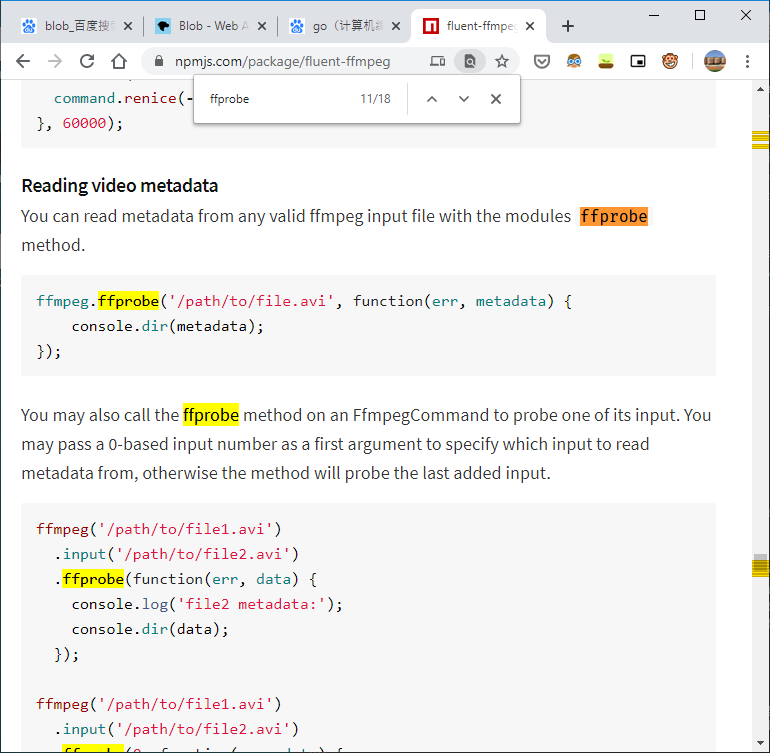 blob_百度搜
Blob - Web A
go（计算机编
fluent-ffmpeg
npmjs.com/package/fluent-ffmpeg
ffprobe 11/18
command.renice(-
}, 60000);
Reading video metadata
You can read metadata from any valid ffmpeg input file with the modules ffprobe
method.
ffmpeg.ffprobe('/path/to/file.avi', function(err, metadata) {
console.dir(metadata);
});
You may also call the ffprobe method on an FfmpegCommand to probe one of its input. You
may pass a 0-based input number as a first argument to specify which input to read
metadata from, otherwise the method will probe the last added input.
ffmpeg('/path/to/file1.avi')
.input('/path/to/file2.avi')
.ffprobe(function(err, data) {
console.log('file2 metadata:');
console.dir(data);
});
ffmpeg('/path/to/file1.avi')
.input('/path/to/file2.avi')